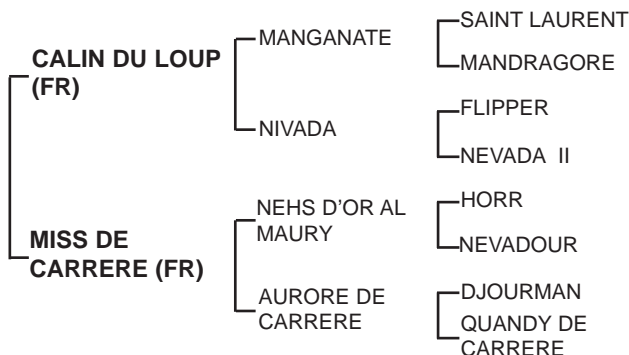 CALIN DU LOUP
(FR)
MANGANATE
SAINT LAURENT
MANDRAGORE
NIVADA
FLIPPER
NEVADA II
MISS DE
CARRERE (FR)
NEHS D'OR AL
MAURY
HORR
NEVADOUR
AURORE DE
CARRERE
DJOURMAN
QUANDY DE
CARRERE